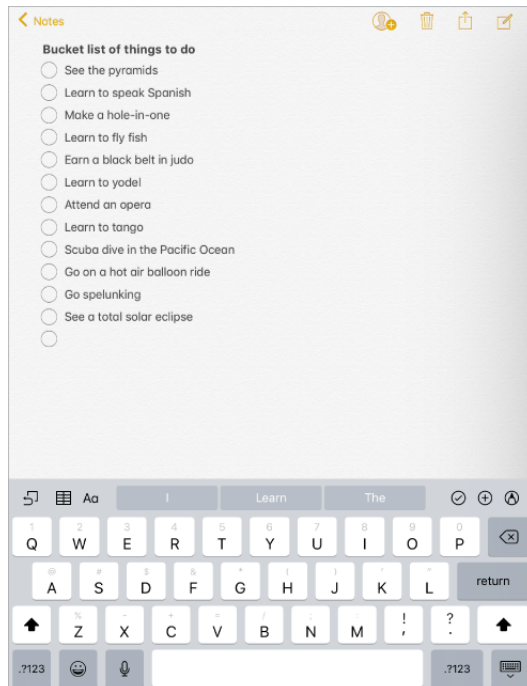 Notes
Bucket list of things to do
See the pyramids
Learn to speak Spanish
Make a hole-in-one
Learn to fly fish
Earn a black belt in judo
Learn to yodel
Attend an opera
Learn to tango
Scuba dive in the Pacific Ocean
Go on a hot air balloon ride
Go spelunking
See a total solar eclipse
Aa I Learn The
1 2 3 4 5 6 7 8 9 0
Q W E R T Y U I O P
@ # $ & * ( ) ' "
A S D F G H J K L return
% - + = / ; : ! ?
Z X C V B N M , .
.?123 .?123